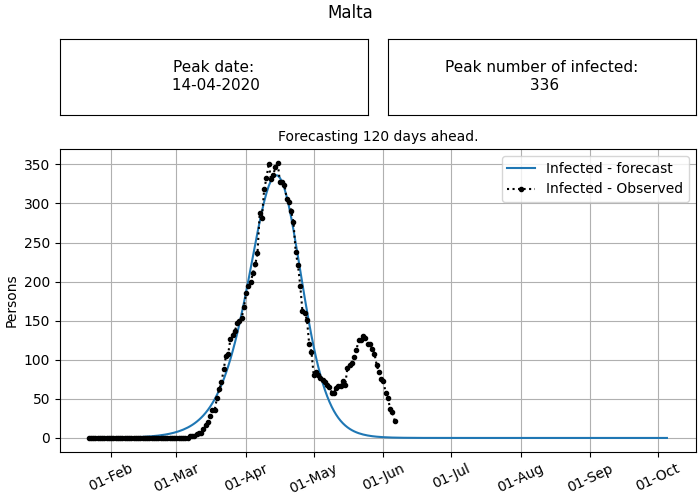 Malta
Peak date:
14-04-2020
Peak number of infected:
336
Forecasting 120 days ahead.
Infected - forecast
Infected - Observed
Persons
350
300
250
200
150
100
50
0
01-Feb
01-Mar
01-Apr
01-May
01-Jun
01-Jul
01-Aug
01-Sep
01-Oct